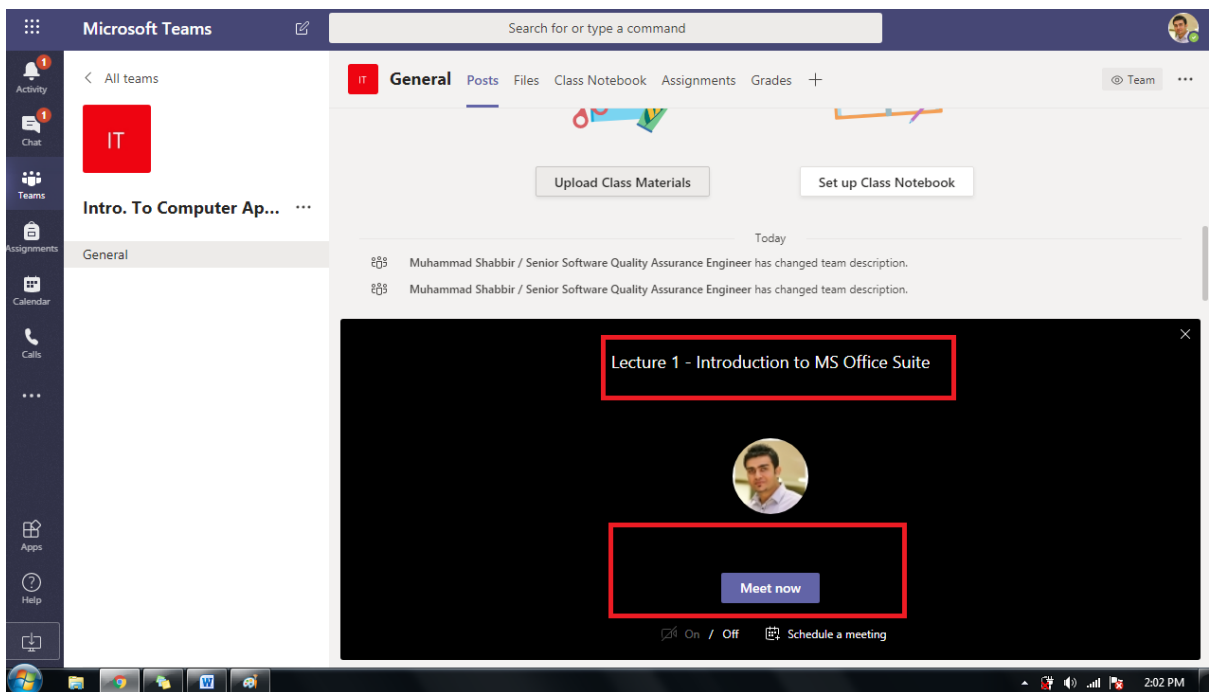 Microsoft Teams
Search for or type a command
1
Activity
1
Chat
Teams
Assignments
Calendar
Calls
Apps
Help
All teams
IT
Intro. To Computer Ap... ...
General
IT General Posts Files Class Notebook Assignments Grades + Team ...
Upload Class Materials Set up Class Notebook
Today
Muhammad Shabbir / Senior Software Quality Assurance Engineer has changed team description.
Muhammad Shabbir / Senior Software Quality Assurance Engineer has changed team description.
Lecture 1 - Introduction to MS Office Suite
Meet now
On / Off Schedule a meeting
W
2:02 PM